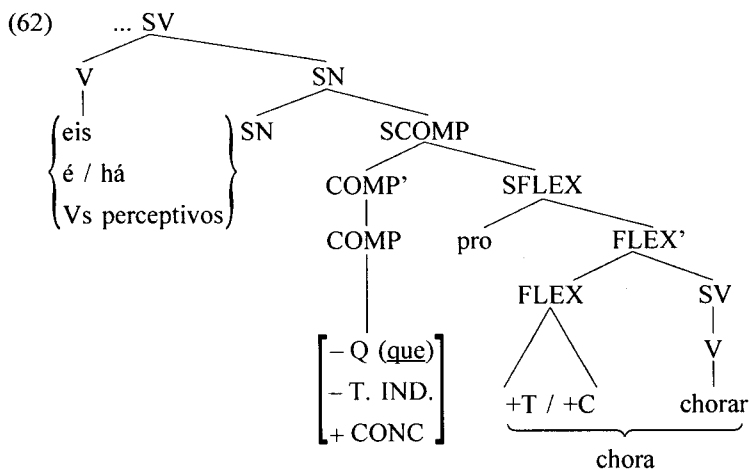 (62) ... SV
V SN
eis SN SCOMP
é / há COMP' SFLEX
Vs perceptivos
COMP pro FLEX'
FLEX SV
– Q (que) V
– T. IND. +T / +C chorar
+ CONC
chora